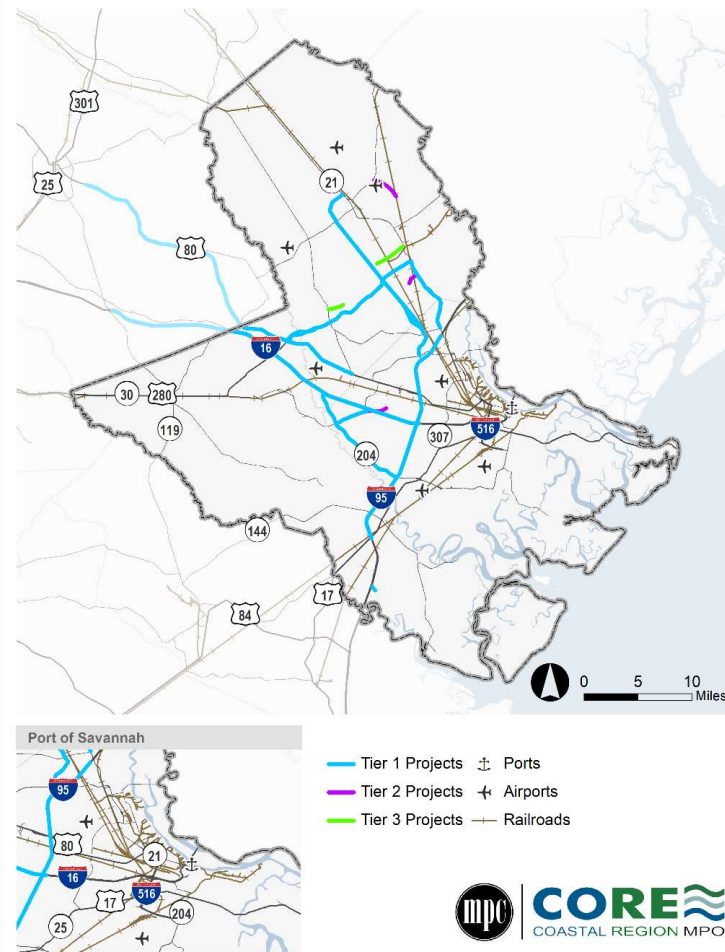 301
25
21
80
16
30
280
119
307
516
204
95
144
17
84
0 5 10
Miles
Port of Savannah
95
80
21
16
516
17
204
25
Tier 1 Projects
Ports
Tier 2 Projects
Airports
Tier 3 Projects
Railroads
mpc
CORE
COASTAL REGION MPO